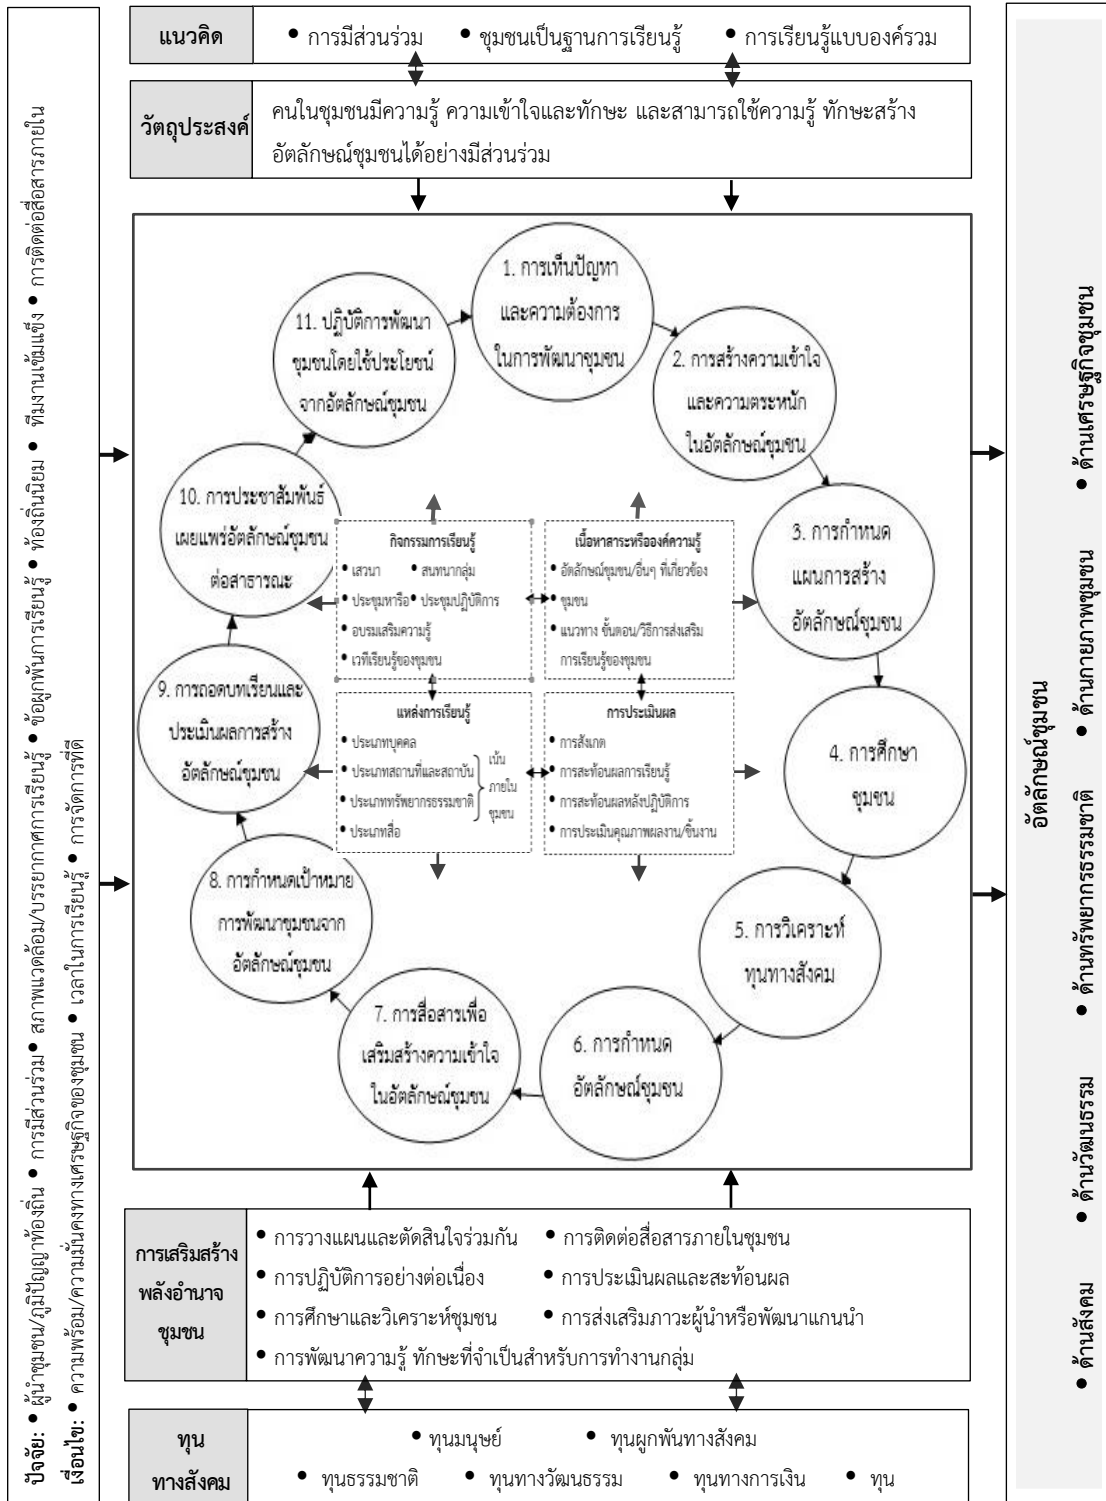 แนวคิด
• การมีส่วนร่วม • ชุมชนเป็นฐานการเรียนรู้ • การเรียนรู้แบบองค์รวม
วัตถุประสงค์
คนในชุมชนมีความรู้ ความเข้าใจและทักษะ และสามารถใช้ความรู้ ทักษะสร้าง
อัตลักษณ์ชุมชนได้อย่างมีส่วนร่วม
ปัจจัย: • ผู้นำชุมชน/ภูมิปัญญาท้องถิ่น • การมีส่วนร่วม • สภาพแวดล้อม/บรรยากาศการเรียนรู้ • ข้อผูกพันการเรียนรู้ • ท้องถิ่นนิยม • ทีมงานเข้มแข็ง • การติดต่อสื่อสารภายใน
เงื่อนไข: • ความพร้อม/ความมั่นคงทางเศรษฐกิจของชุมชน • เวลาในการเรียนรู้ • การจัดการที่ดี
1. การเห็นปัญหา
และความต้องการ
ในการพัฒนาชุมชน
2. การสร้างความเข้าใจ
และความตระหนัก
ในอัตลักษณ์ชุมชน
3. การกำหนด
แผนการสร้าง
อัตลักษณ์ชุมชน
4. การศึกษา
ชุมชน
5. การวิเคราะห์
ทุนทางสังคม
6. การกำหนด
อัตลักษณ์ชุมชน
7. การสื่อสารเพื่อ
เสริมสร้างความเข้าใจ
ในอัตลักษณ์ชุมชน
8. การกำหนดเป้าหมาย
การพัฒนาชุมชนจาก
อัตลักษณ์ชุมชน
9. การถอดบทเรียนและ
ประเมินผลการสร้าง
อัตลักษณ์ชุมชน
10. การประชาสัมพันธ์
เผยแพร่อัตลักษณ์ชุมชน
ต่อสาธารณะ
11. ปฏิบัติการพัฒนา
ชุมชนโดยใช้ประโยชน์
จากอัตลักษณ์ชุมชน
กิจกรรมการเรียนรู้
• เสวนา • สนทนากลุ่ม
• ประชุมหารือ • ประชุมปฏิบัติการ
• อบรมเสริมความรู้
• เวทีเรียนรู้ของชุมชน
เนื้อหาสาระหรือองค์ความรู้
• อัตลักษณ์ชุมชน/อื่นๆ ที่เกี่ยวข้อง
• ชุมชน
• แนวทาง ขั้นตอน/วิธีการส่งเสริม
การเรียนรู้ของชุมชน
แหล่งการเรียนรู้
• ประเภทบุคคล
• ประเภทสถานที่และสถาบัน
• ประเภททรัพยากรธรรมชาติ
• ประเภทสื่อ
เน้น
ภายใน
ชุมชน
การประเมินผล
• การสังเกต
• การสะท้อนผลการเรียนรู้
• การสะท้อนผลหลังปฏิบัติการ
• การประเมินคุณภาพผลงาน/ชิ้นงาน
อัตลักษณ์ชุมชน
• ด้านสังคม • ด้านวัฒนธรรม • ด้านทรัพยากรธรรมชาติ • ด้านกายภาพชุมชน • ด้านเศรษฐกิจชุมชน
การเสริมสร้าง
พลังอำนาจ
ชุมชน
• การวางแผนและตัดสินใจร่วมกัน • การติดต่อสื่อสารภายในชุมชน
• การปฏิบัติการอย่างต่อเนื่อง • การประเมินผลและสะท้อนผล
• การศึกษาและวิเคราะห์ชุมชน • การส่งเสริมภาวะผู้นำหรือพัฒนาแกนนำ
• การพัฒนาความรู้ ทักษะที่จำเป็นสำหรับการทำงานกลุ่ม
ทุน
ทางสังคม
• ทุนมนุษย์ • ทุนผูกพันทางสังคม
• ทุนธรรมชาติ • ทุนทางวัฒนธรรม • ทุนทางการเงิน • ทุน